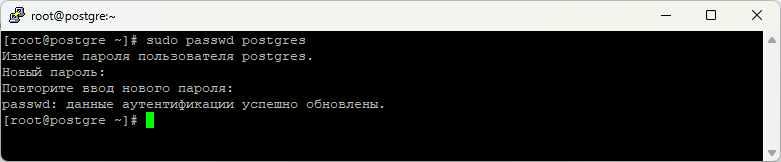 root@postgre:~
[root@postgre ~]# sudo passwd postgres
Изменение пароля пользователя postgres.
Новый пароль:
Повторите ввод нового пароля:
passwd: данные аутентификации успешно обновлены.
[root@postgre ~]#